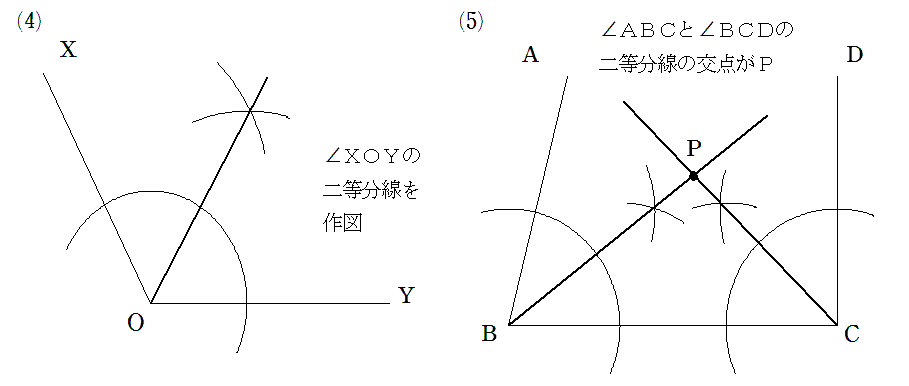 (4)
X
O
Y
∠ＸＯＹの
二等分線を
作図
(5)
∠ＡＢＣと∠ＢＣＤの
二等分線の交点がＰ
A
D
P
B
C